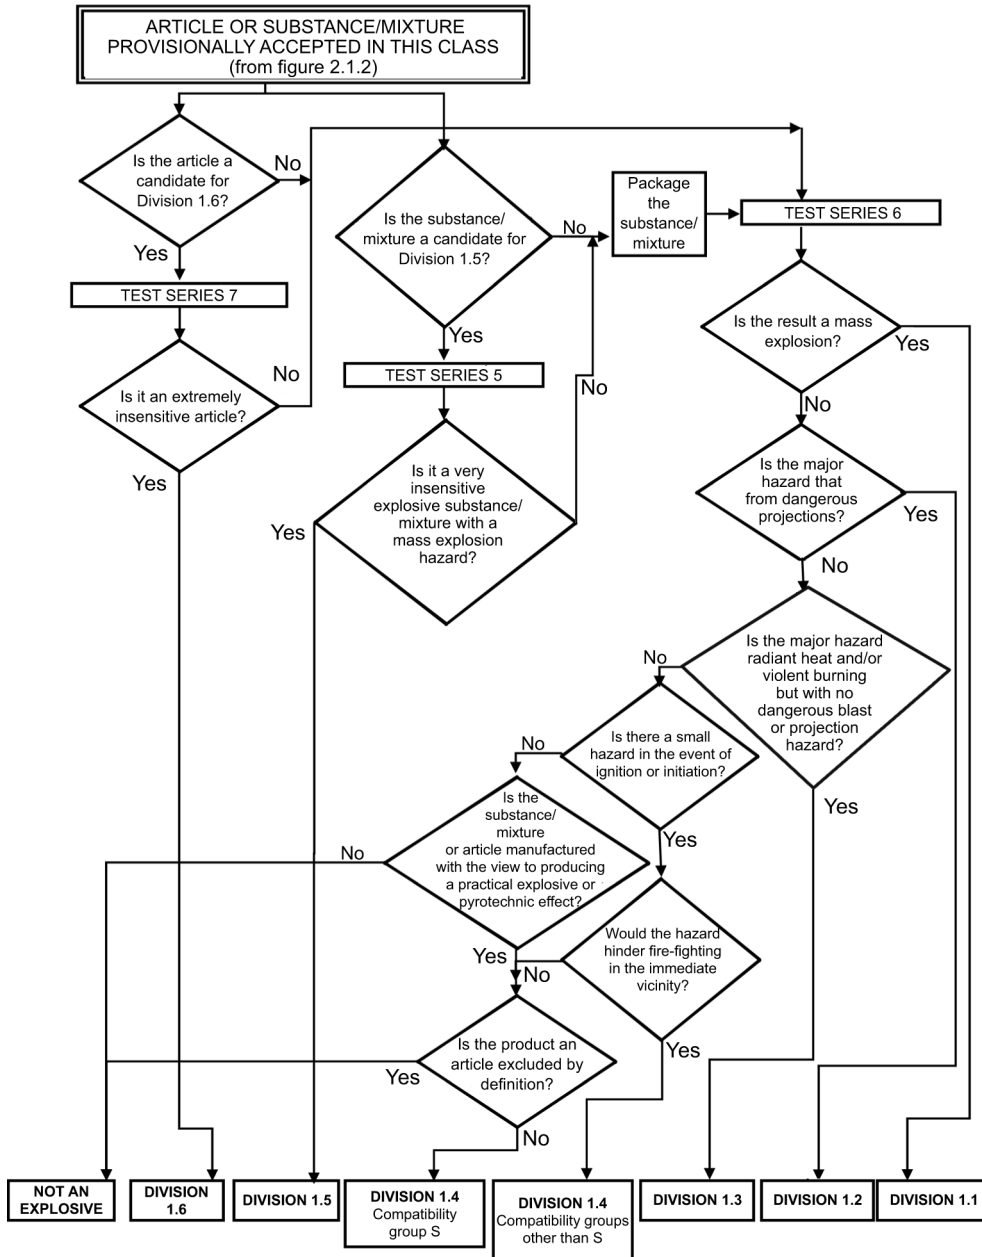 ARTICLE OR SUBSTANCE/MIXTURE
PROVISIONALLY ACCEPTED IN THIS CLASS
(from figure 2.1.2)
Is the article a
candidate for
Division 1.6?
No
Yes
TEST SERIES 7
Is it an extremely
insensitive article?
No
Yes
Is the substance/
mixture a candidate for
Division 1.5?
No
Yes
TEST SERIES 5
Is it a very
insensitive
explosive substance/
mixture with a
mass explosion
hazard?
No
Yes
Package
the
substance/
mixture
TEST SERIES 6
Is the result a mass
explosion?
Yes
No
Is the major
hazard that
from dangerous
projections?
Yes
No
Is the major hazard
radiant heat and/or
violent burning
but with no
dangerous blast
or projection
hazard?
No
Yes
Is there a small
hazard in the event of
ignition or initiation?
No
Yes
Is the
substance/
mixture
or article manufactured
with the view to producing
a practical explosive or
pyrotechnic effect?
No
Yes
Would the hazard
hinder fire-fighting
in the immediate
vicinity?
No
Yes
Is the product an
article excluded by
definition?
Yes
No
NOT AN
EXPLOSIVE
DIVISION
1.6
DIVISION 1.5
DIVISION 1.4
Compatibility
group S
DIVISION 1.4
Compatibility groups
other than S
DIVISION 1.3
DIVISION 1.2
DIVISION 1.1